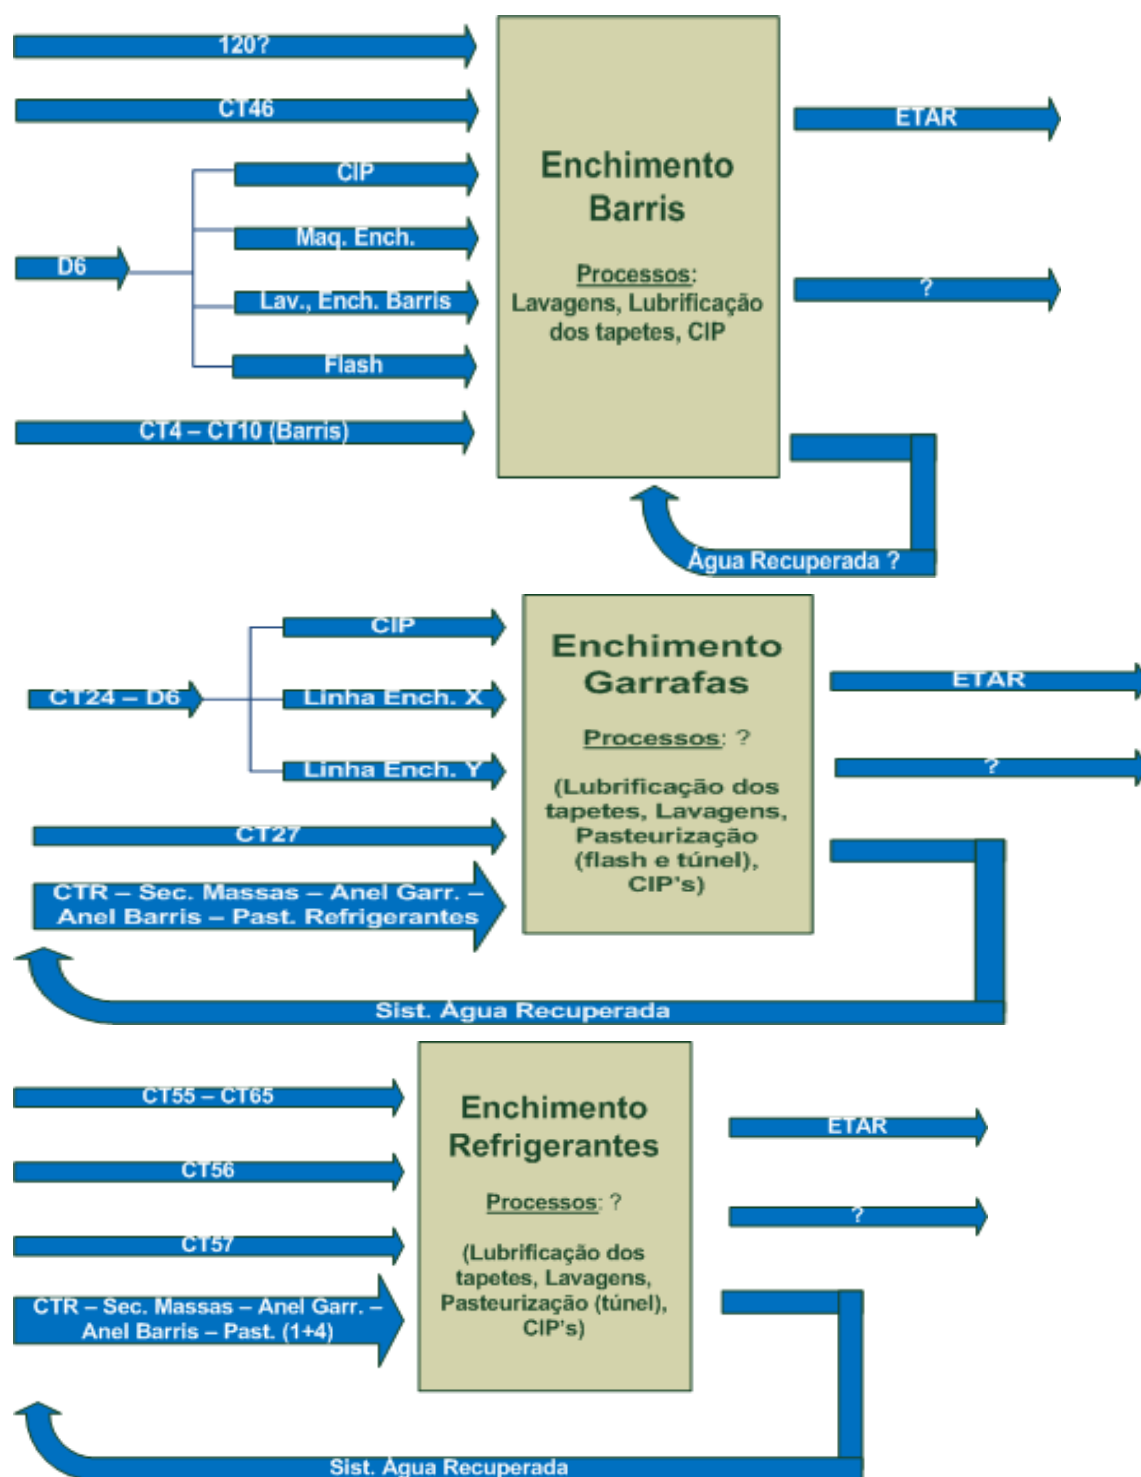 120?
CT46
CIP
Maq. Ench.
D6
Lav., Ench. Barris
Flash
CT4 – CT10 (Barris)
Enchimento
Barris
Processos:
Lavagens, Lubrificação
dos tapetes, CIP
ETAR
?
Água Recuperada ?
CIP
CT24 – D6
Linha Ench. X
Linha Ench. Y
CT27
CTR – Sec. Massas – Anel Garr. –
Anel Barris – Past. Refrigerantes
Enchimento
Garrafas
Processos: ?
(Lubrificação dos
tapetes, Lavagens,
Pasteurização
(flash e túnel),
CIP's)
ETAR
?
Sist. Água Recuperada
CT55 – CT65
CT56
CT57
CTR – Sec. Massas – Anel Garr. –
Anel Barris – Past. (1+4)
Enchimento
Refrigerantes
Processos: ?
(Lubrificação dos
tapetes, Lavagens,
Pasteurização (túnel),
CIP's)
ETAR
?
Sist. Água Recuperada